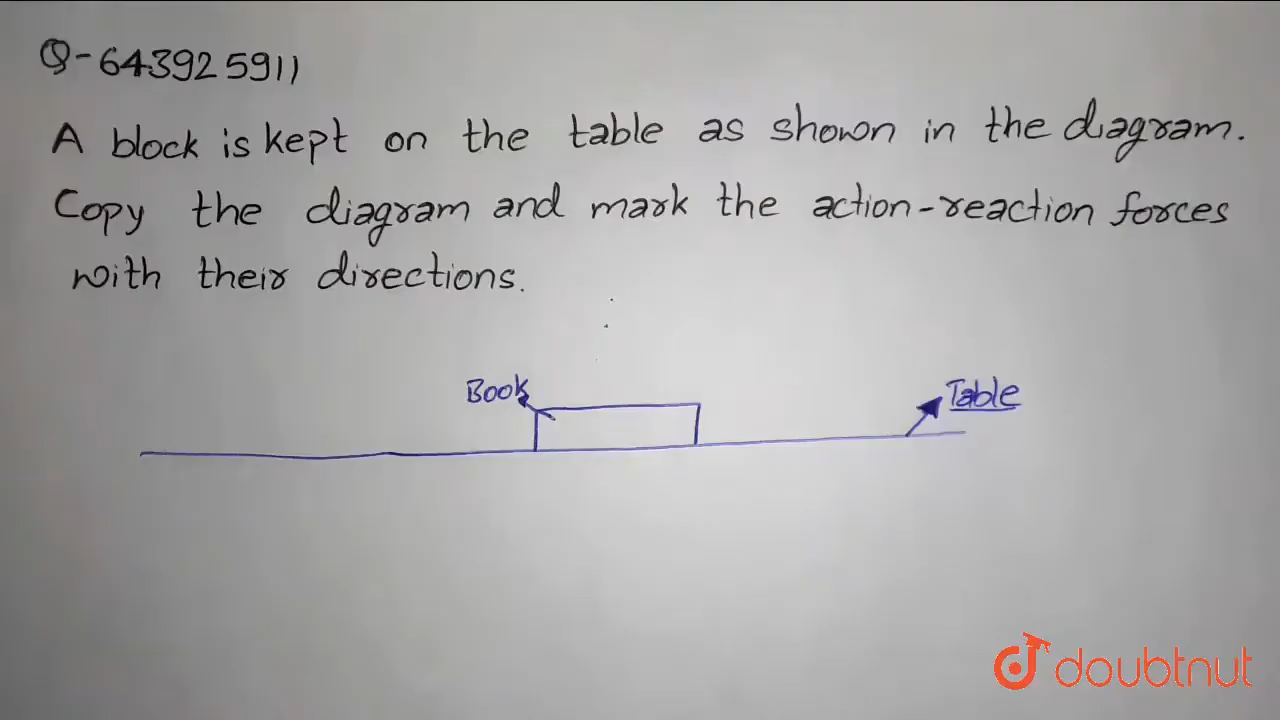 Q-643925911
A block is kept on the table as shown in the diagram.
Copy the diagram and mark the action-reaction forces
with their directions.
Book
Table
doubtnut